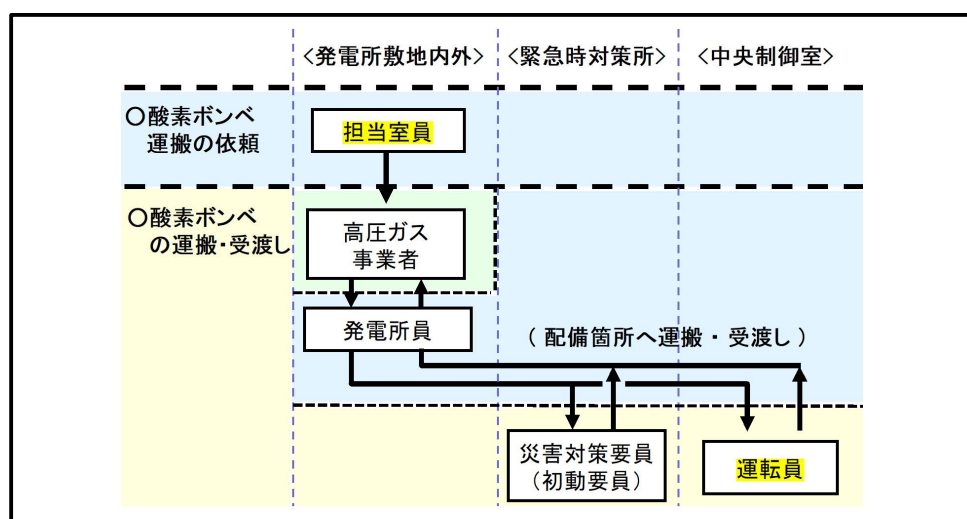 <発電所敷地内外>
<緊急時対策所>
<中央制御室>
〇酸素ボンベ
運搬の依頼
担当室員
〇酸素ボンベ
の運搬・受渡し
高圧ガス
事業者
発電所員
(配備箇所へ運搬・受渡し)
災害対策要員
(初動要員)
運転員